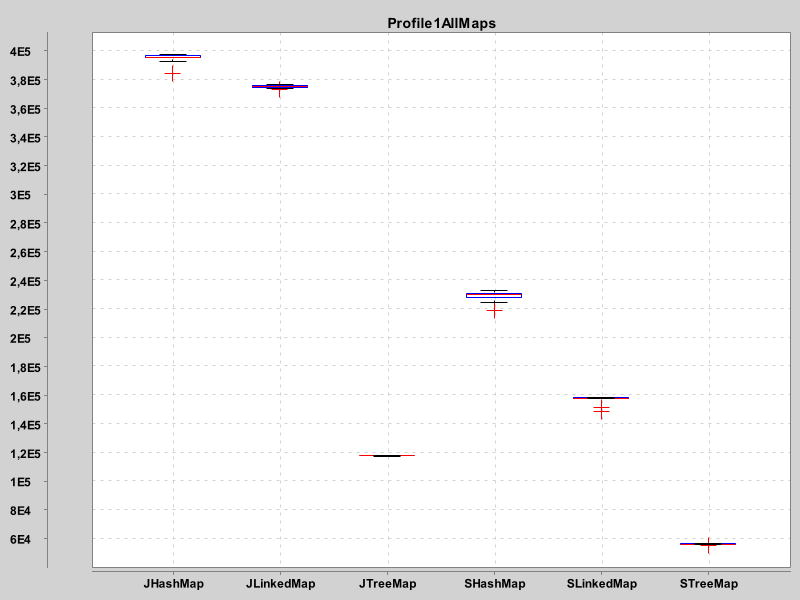 Profile1AllMaps
4E5
3,8E5
3,6E5
3,4E5
3,2E5
3E5
2,8E5
2,6E5
2,4E5
2,2E5
2E5
1,8E5
1,6E5
1,4E5
1,2E5
1E5
8E4
6E4
JHashMap JLinkedMap JTreeMap SHashMap SLinkedMap STreeMap